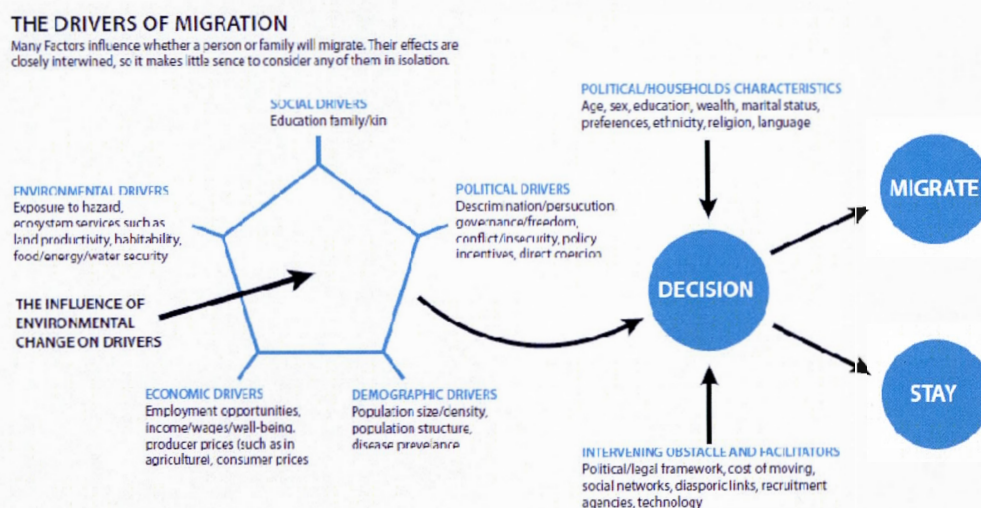 THE DRIVERS OF MIGRATION
Many Factors influence whether a person or family will migrate. Their effects are
closely interwined, so it makes little sence to consider any of them in isolation.
SOCIAL DRIVERS
Education family/kin
ENVIRONMENTAL DRIVERS
Exposure to hazard,
ecosystem services such as
land productivity, habitability,
food/energy/water security
POLITICAL DRIVERS
Descrimination/persucution
governance/freedom,
conflict/insecurity, policy
incentives, direct coercion
THE INFLUENCE OF
ENVIRONMENTAL
CHANGE ON DRIVERS
ECONOMIC DRIVERS
Employment opportunities,
income/wages/well-being,
producer prices (such as in
agriculture), consumer prices
DEMOGRAPHIC DRIVERS
Population size/density,
population structure,
disease prevelance
POLITICAL/HOUSEHOLDS CHARACTERISTICS
Age, sex, education, wealth, marital status,
preferences, ethnicity, religion, language
DECISION
MIGRATE
STAY
INTERVENING OBSTACLE AND FACILITATORS
Political/legal framework, cost of moving,
social networks, diasporic links, recruitment
agencies, technology